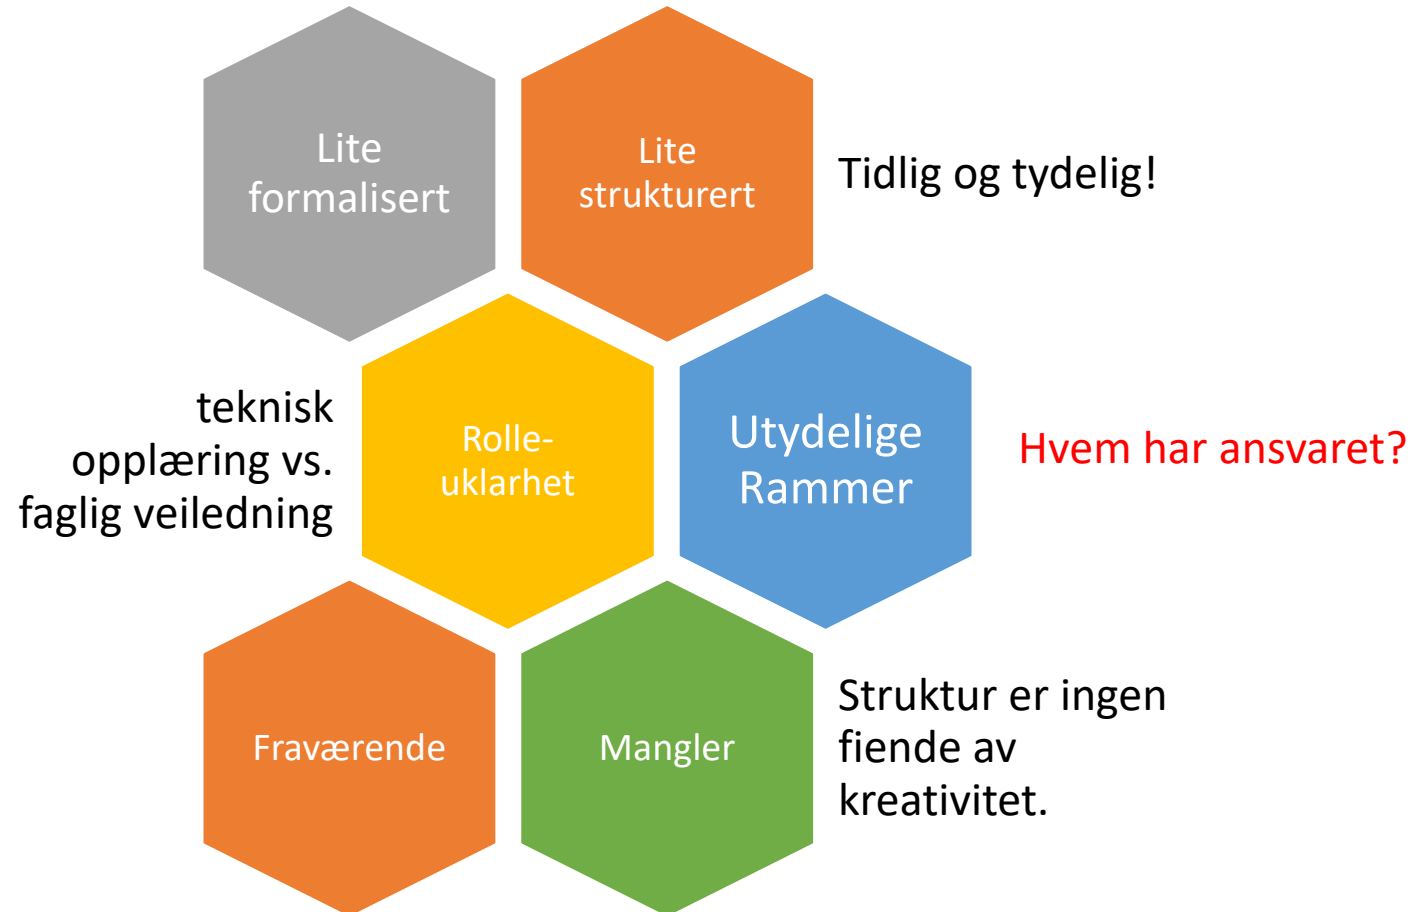 Lite
formalisert
Lite
strukturert
Tidlig og tydelig!
teknisk
opplæring vs.
faglig veiledning
Rolle-
uklarhet
Utydelige
Rammer
Hvem har ansvaret?
Fraværende
Mangler
Struktur er ingen
fiende av
kreativitet.